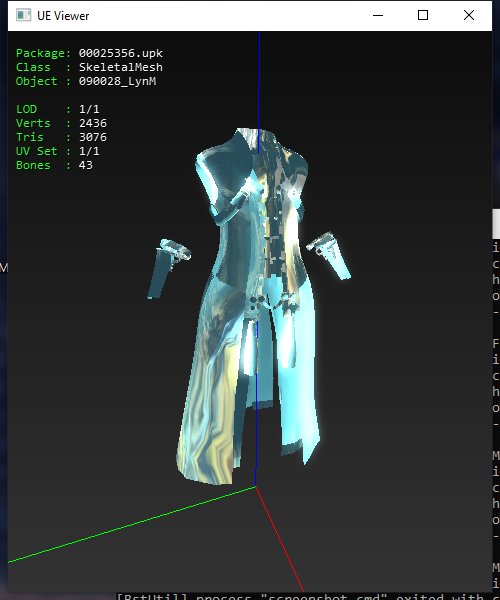 UE Viewer
Package: 00025356.upk
Class  : SkeletalMesh
Object : 090028_LynM
LOD    : 1/1
Verts  : 2436
Tris   : 3076
UV Set : 1/1
Bones  : 43
[BstUtil] process "screenshot.cmd" exited with c